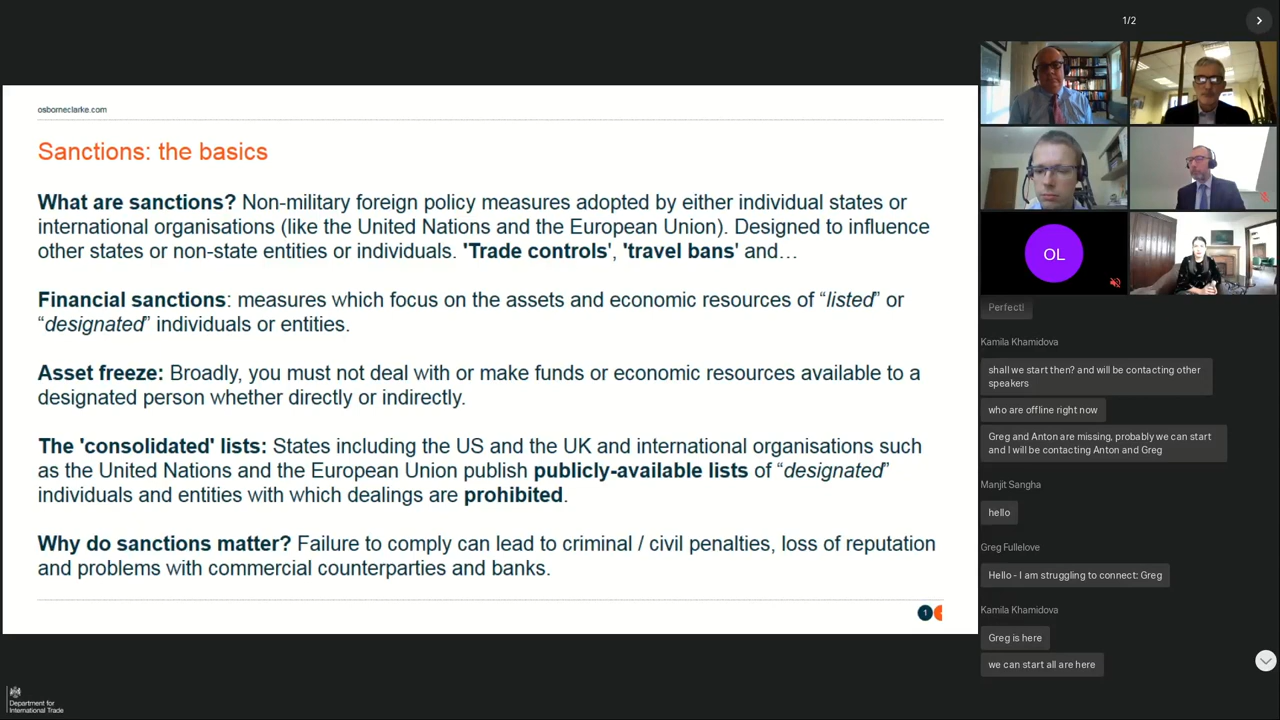 1/2
osborneclarke.com
Sanctions: the basics
What are sanctions? Non-military foreign policy measures adopted by either individual states or
international organisations (like the United Nations and the European Union). Designed to influence
other states or non-state entities or individuals. 'Trade controls', 'travel bans' and…
Financial sanctions: measures which focus on the assets and economic resources of “listed” or
“designated” individuals or entities.
Asset freeze: Broadly, you must not deal with or make funds or economic resources available to a
designated person whether directly or indirectly.
The 'consolidated' lists: States including the US and the UK and international organisations such
as the United Nations and the European Union publish publicly-available lists of “designated”
individuals and entities with which dealings are prohibited.
Why do sanctions matter? Failure to comply can lead to criminal / civil penalties, loss of reputation
and problems with commercial counterparties and banks.
1
OL
Perfect!
Kamila Khamidova
shall we start then? and will be contacting other
speakers
who are offline right now
Greg and Anton are missing, probably we can start
and I will be contacting Anton and Greg
Manjit Sangha
hello
Greg Fullelove
Hello - I am struggling to connect: Greg
Kamila Khamidova
Greg is here
we can start all are here
Department for
International Trade